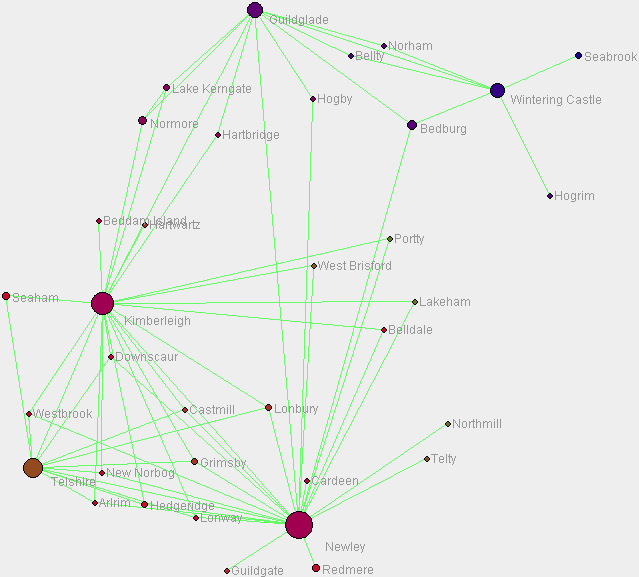 Guildglade
Norham
Bellty
Seabrook
Lake Kerngate
Hogby
Wintering Castle
Normore
Hartbridge
Bedburg
Hogrim
Beddam Island
Hartwartz
Portty
West Brisford
Seaham
Kimberleigh
Lakeham
Belldale
Downscaur
Westbrook
Castmill
Lonbury
Northmill
Telshire
New Norbog
Grimsby
Telty
Cardeen
Arlrim
Hedgeridge
Lonway
Newley
Guildgate
Redmere